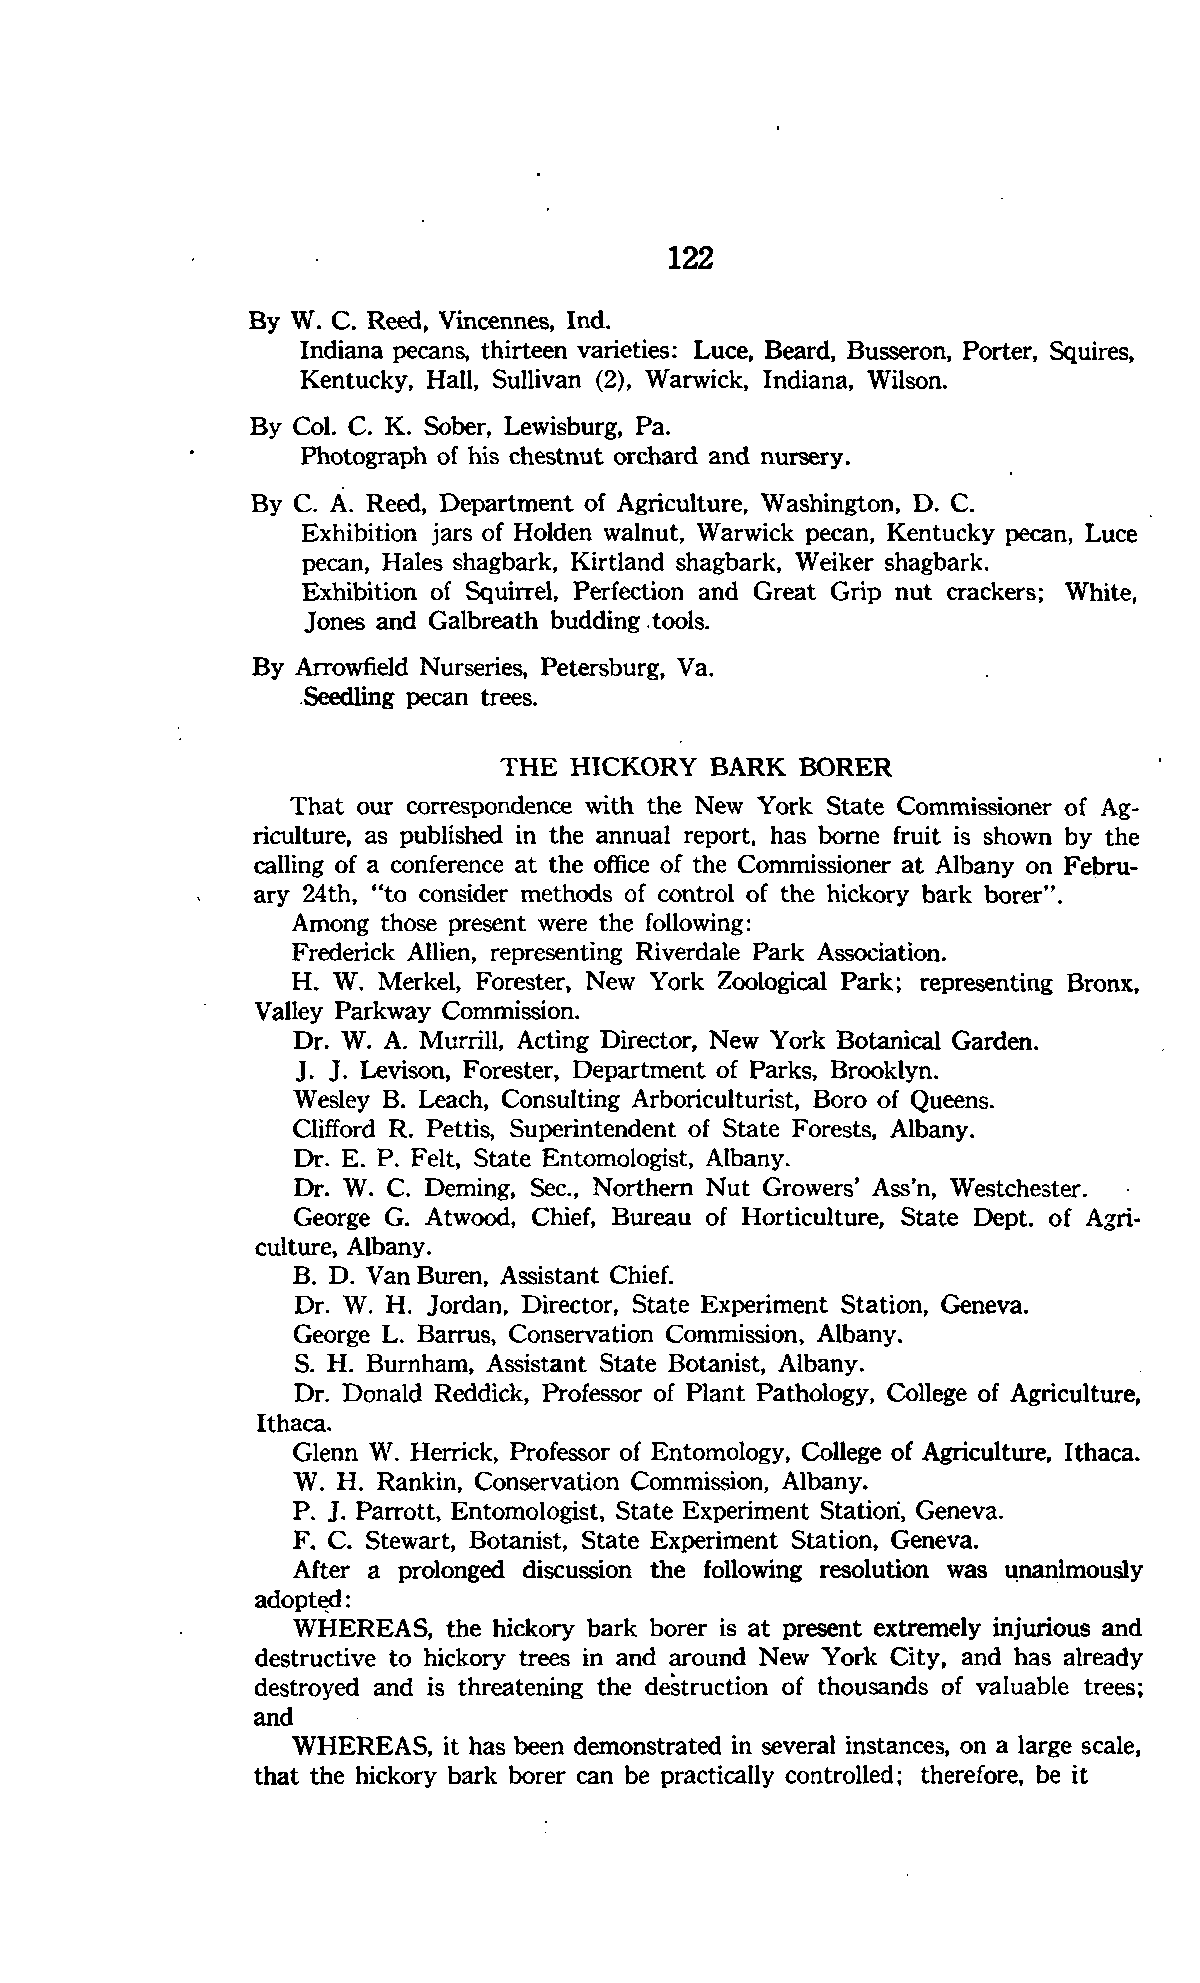 122
By W. C. Reed, Vincennes, Ind.
Indiana pecans, thirteen varieties: Luce, Beard, Busseron, Porter, Squires,
Kentucky, Hall, Sullivan (2), Warwick, Indiana, Wilson.
By Col. C. K. Sober, Lewisburg, Pa.
Photograph of his chestnut orchard and nursery.
By C. A. Reed, Department of Agriculture, Washington, D. C.
Exhibition jars of Holden walnut, Warwick pecan, Kentucky pecan, Luce
pecan, Hales shagbark, Kirtland shagbark, Weiker shagbark.
Exhibition of Squirrel, Perfection and Great Grip nut crackers; White,
Jones and Galbreath budding tools.
By Arrowfield Nurseries, Petersburg, Va.
Seedling pecan trees.
THE HICKORY BARK BORER
That our correspondence with the New York State Commissioner of Ag-
riculture, as published in the annual report, has borne fruit is shown by the
calling of a conference at the office of the Commissioner at Albany on Febru-
ary 24th, "to consider methods of control of the hickory bark borer".
Among those present were the following:
Frederick Allien, representing Riverdale Park Association.
H. W. Merkel, Forester, New York Zoological Park; representing Bronx,
Valley Parkway Commission.
Dr. W. A. Murrill, Acting Director, New York Botanical Garden.
J. J. Levison, Forester, Department of Parks, Brooklyn.
Wesley B. Leach, Consulting Arboriculturist, Boro of Queens.
Clifford R. Pettis, Superintendent of State Forests, Albany.
Dr. E. P. Felt, State Entomologist, Albany.
Dr. W. C. Deming, Sec., Northern Nut Growers' Ass'n, Westchester.
George G. Atwood, Chief, Bureau of Horticulture, State Dept. of Agri-
culture, Albany.
B. D. Van Buren, Assistant Chief.
Dr. W. H. Jordan, Director, State Experiment Station, Geneva.
George L. Barrus, Conservation Commission, Albany.
S. H. Burnham, Assistant State Botanist, Albany.
Dr. Donald Reddick, Professor of Plant Pathology, College of Agriculture,
Ithaca.
Glenn W. Herrick, Professor of Entomology, College of Agriculture, Ithaca.
W. H. Rankin, Conservation Commission, Albany.
P. J. Parrott, Entomologist, State Experiment Station, Geneva.
F. C. Stewart, Botanist, State Experiment Station, Geneva.
After a prolonged discussion the following resolution was unanimously
adopted:
WHEREAS, the hickory bark borer is at present extremely injurious and
destructive to hickory trees in and around New York City, and has already
destroyed and is threatening the destruction of thousands of valuable trees;
and
WHEREAS, it has been demonstrated in several instances, on a large scale,
that the hickory bark borer can be practically controlled; therefore, be it